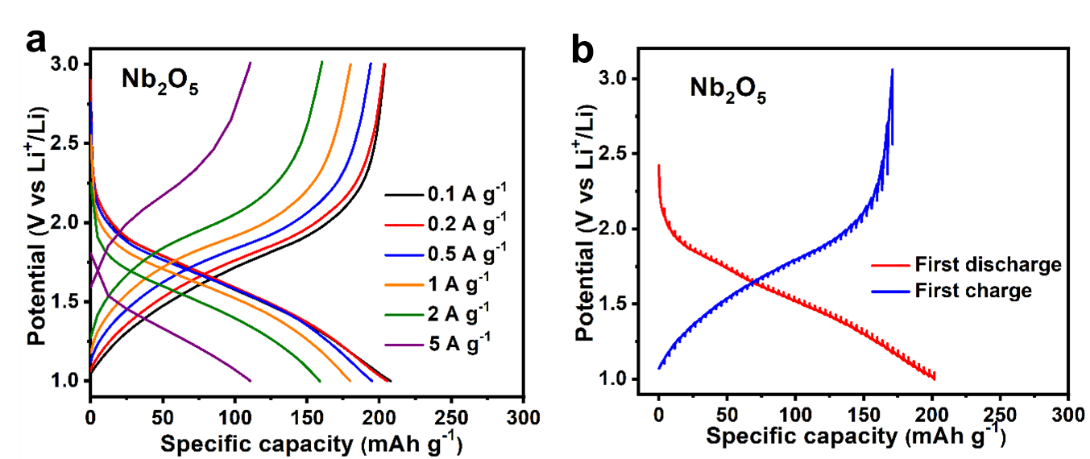 a
Nb₂O₅
Potential (V vs Li⁺/Li)
3.0
2.5
2.0
1.5
1.0
0.1 A g⁻¹
0.2 A g⁻¹
0.5 A g⁻¹
1 A g⁻¹
2 A g⁻¹
5 A g⁻¹
0 50 100 150 200 250 300
Specific capacity (mAh g⁻¹)
b
Nb₂O₅
Potential (V vs Li⁺/Li)
3.0
2.5
2.0
1.5
1.0
First discharge
First charge
0 50 100 150 200 250 300
Specific capacity (mAh g⁻¹)